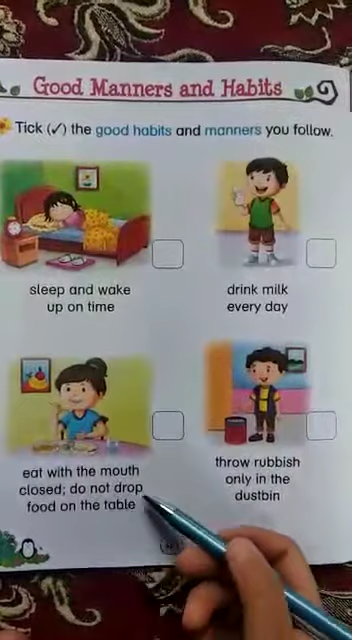 Good Manners and Habits
Tick (✓) the good habits and manners you follow.
sleep and wake
up on time
drink milk
every day
eat with the mouth
closed; do not drop
food on the table
throw rubbish
only in the
dustbin